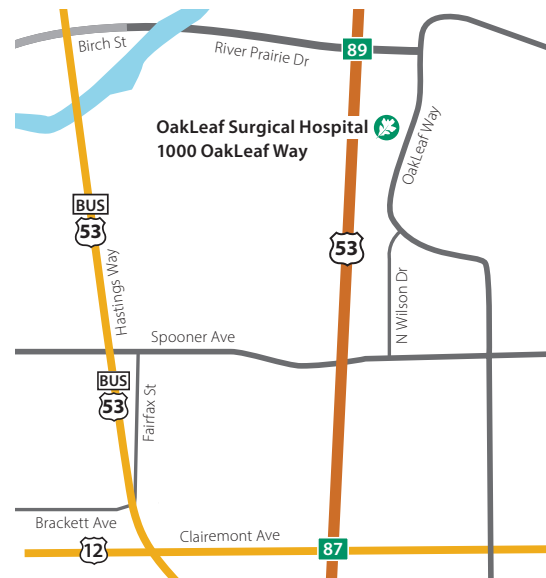 Birch St
River Prairie Dr
89
OakLeaf Surgical Hospital
1000 OakLeaf Way
OakLeaf Way
BUS
53
53
Hastings Way
N Wilson Dr
Spooner Ave
BUS
53
Fairfax St
Brackett Ave
12
Clairemont Ave
87